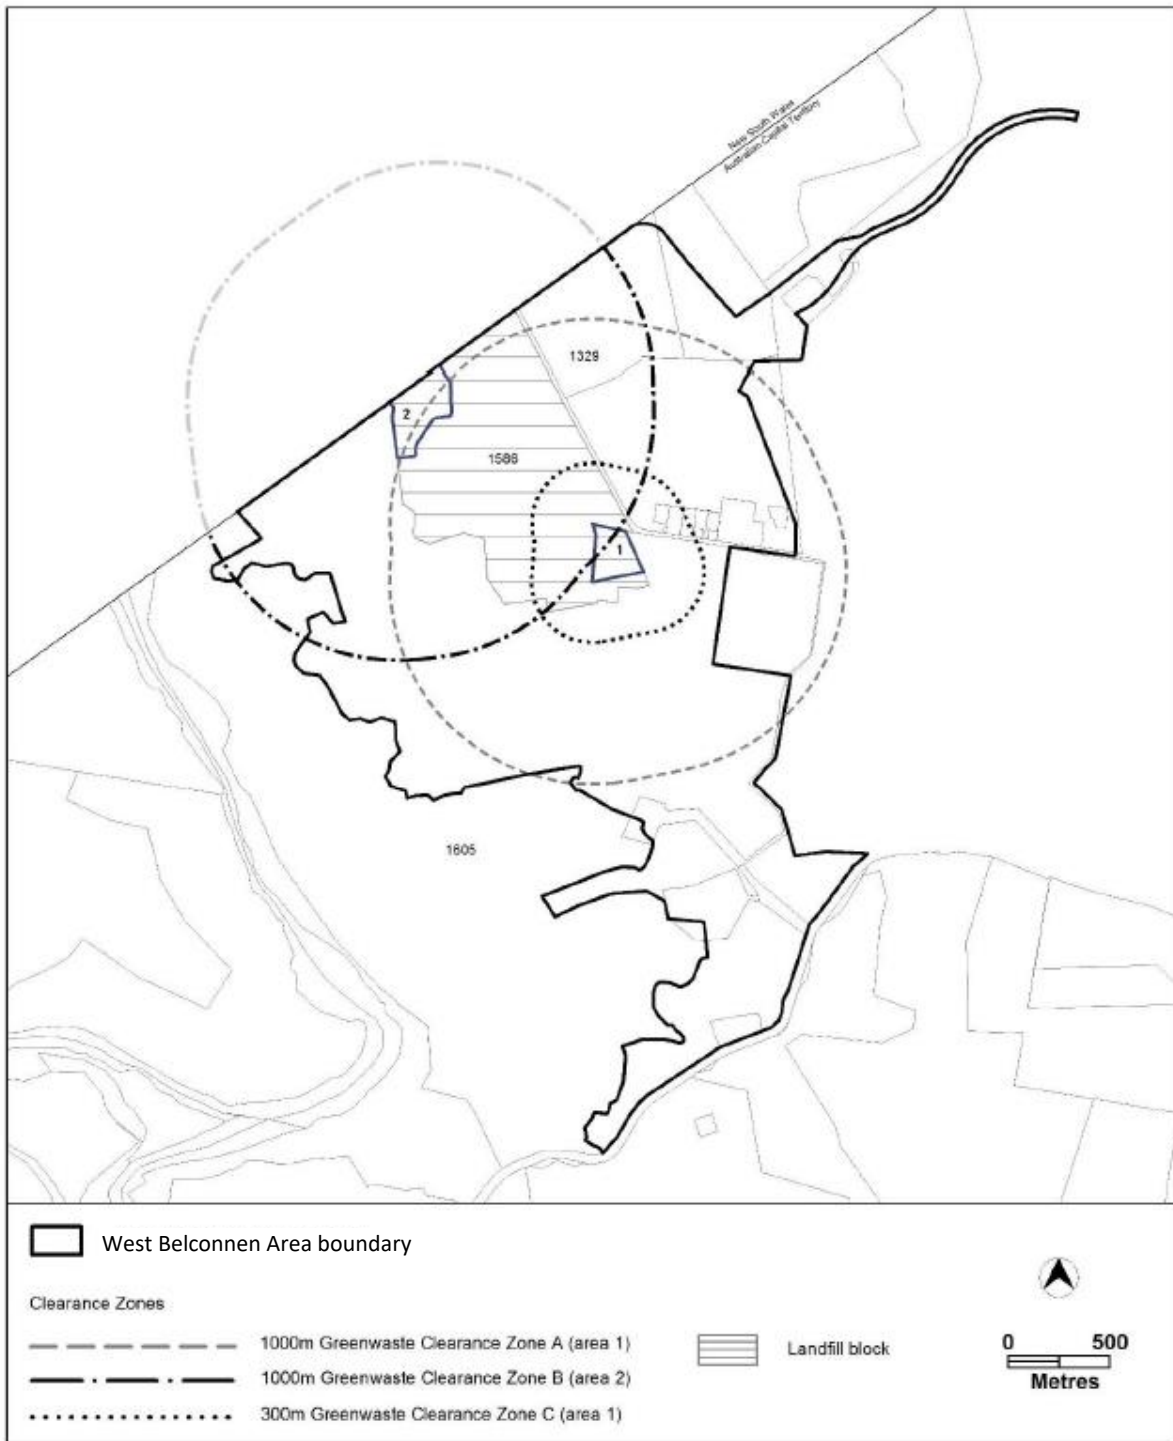 New South Wales
Australian Capital Territory
1329
2
1586
1
1605
West Belconnen Area boundary
Clearance Zones
1000m Greenwaste Clearance Zone A (area 1)
1000m Greenwaste Clearance Zone B (area 2)
300m Greenwaste Clearance Zone C (area 1)
Landfill block
0 500
Metres